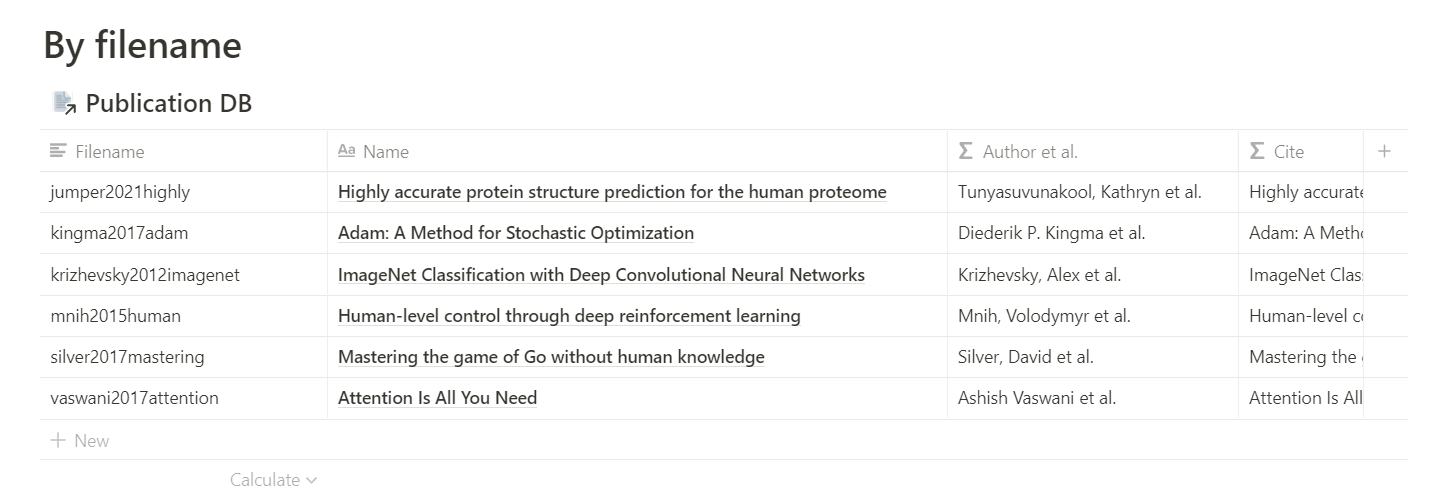 By filename
Publication DB
Filename Name Author et al. Cite
jumper2021highly Highly accurate protein structure prediction for the human proteome Tunyasuvunakool, Kathryn et al. Highly accurate
kingma2017adam Adam: A Method for Stochastic Optimization Diederik P. Kingma et al. Adam: A Metho
krizhevsky2012imagenet ImageNet Classification with Deep Convolutional Neural Networks Krizhevsky, Alex et al. ImageNet Clas
mnih2015human Human-level control through deep reinforcement learning Mnih, Volodymyr et al. Human-level co
silver2017mastering Mastering the game of Go without human knowledge Silver, David et al. Mastering the
vaswani2017attention Attention Is All You Need Ashish Vaswani et al. Attention Is All
New
Calculate